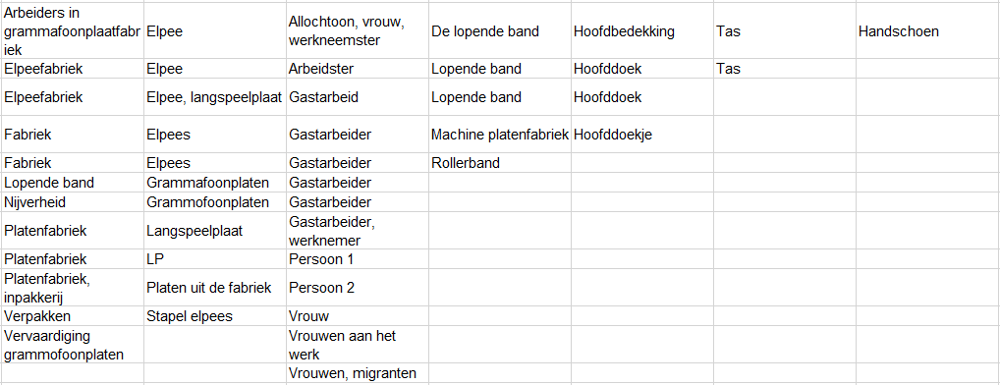 Arbeiders in
grammafoonplaatfabr
iek
Elpee
Allochtoon, vrouw,
werkneemster
De lopende band
Hoofdbedekking
Tas
Handschoen
Elpeefabriek
Elpee
Arbeidster
Lopende band
Hoofddoek
Tas
Elpeefabriek
Elpee, langspeelplaat
Gastarbeid
Lopende band
Hoofddoek
Fabriek
Elpees
Gastarbeider
Machine platenfabriek
Hoofddoekje
Fabriek
Elpees
Gastarbeider
Rollerband
Lopende band
Grammafoonplaten
Gastarbeider
Nijverheid
Grammofoonplaten
Gastarbeider
Platenfabriek
Langspeelplaat
Gastarbeider,
werknemer
Platenfabriek
LP
Persoon 1
Platenfabriek,
inpakkerij
Platen uit de fabriek
Persoon 2
Verpakken
Stapel elpees
Vrouw
Vervaardiging
grammofoonplaten
Vrouwen aan het
werk
Vrouwen, migranten